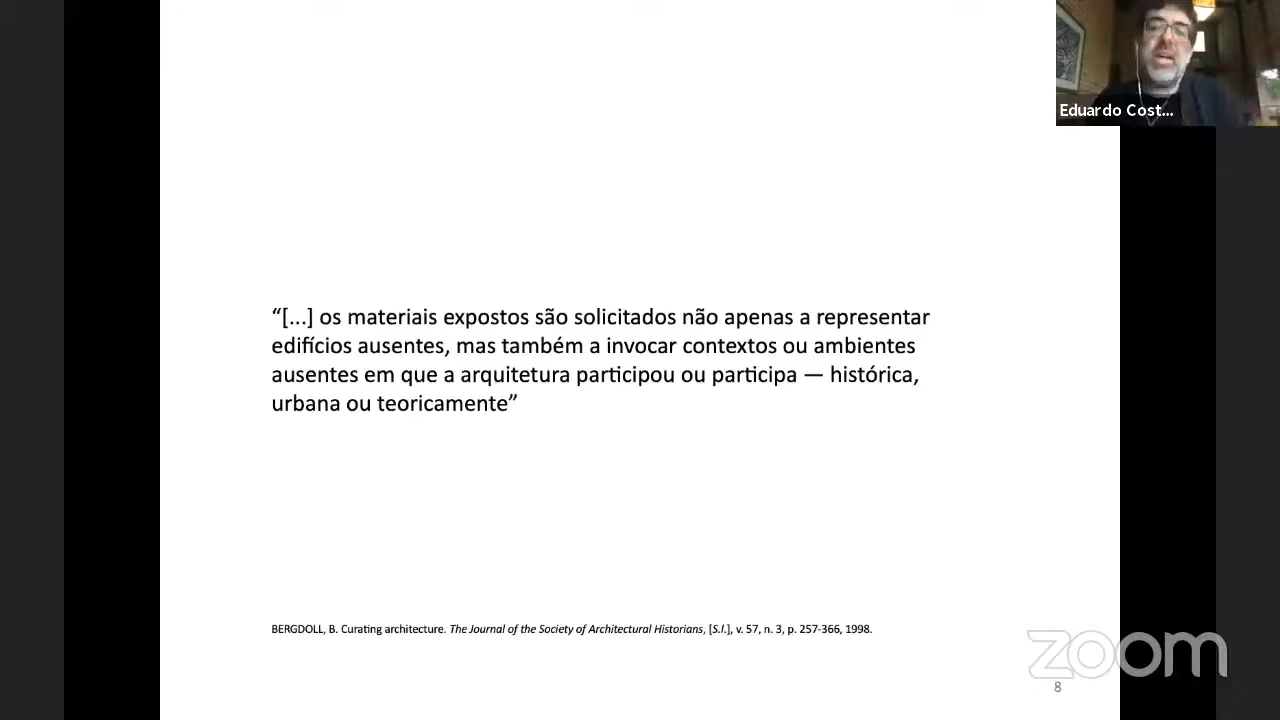 Eduardo Cost...
“[...] os materiais expostos são solicitados não apenas a representar
edifícios ausentes, mas também a invocar contextos ou ambientes
ausentes em que a arquitetura participou ou participa — histórica,
urbana ou teoricamente”
BERGDOLL, B. Curating architecture. The Journal of the Society of Architectural Historians, [S.l.], v. 57, n. 3, p. 257-366, 1998.
zoom
8